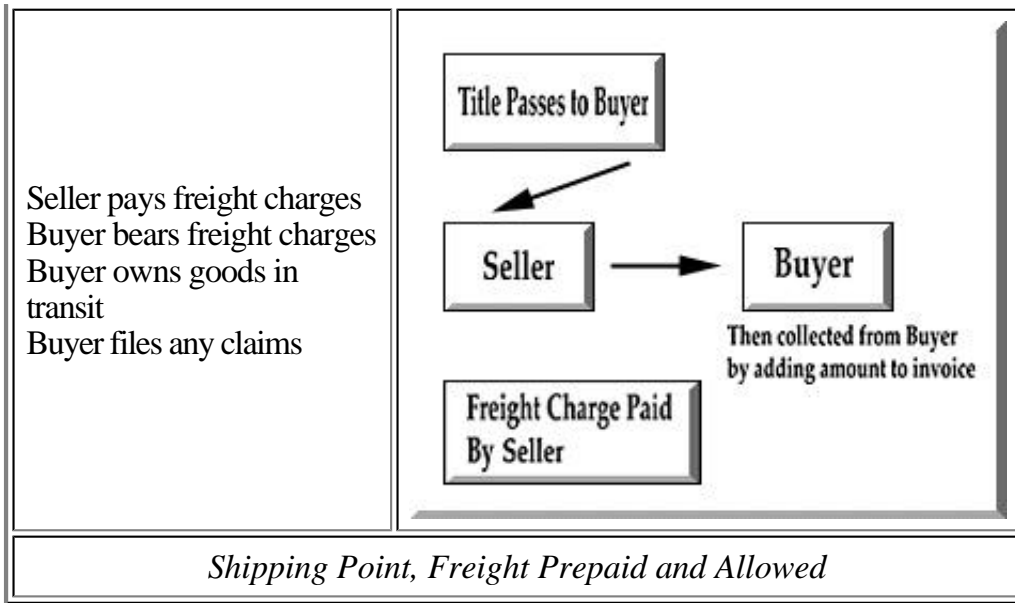 Seller pays freight charges
Buyer bears freight charges
Buyer owns goods in
transit
Buyer files any claims
Title Passes to Buyer
Seller
Buyer
Then collected from Buyer
by adding amount to invoice
Freight Charge Paid
By Seller
Shipping Point, Freight Prepaid and Allowed